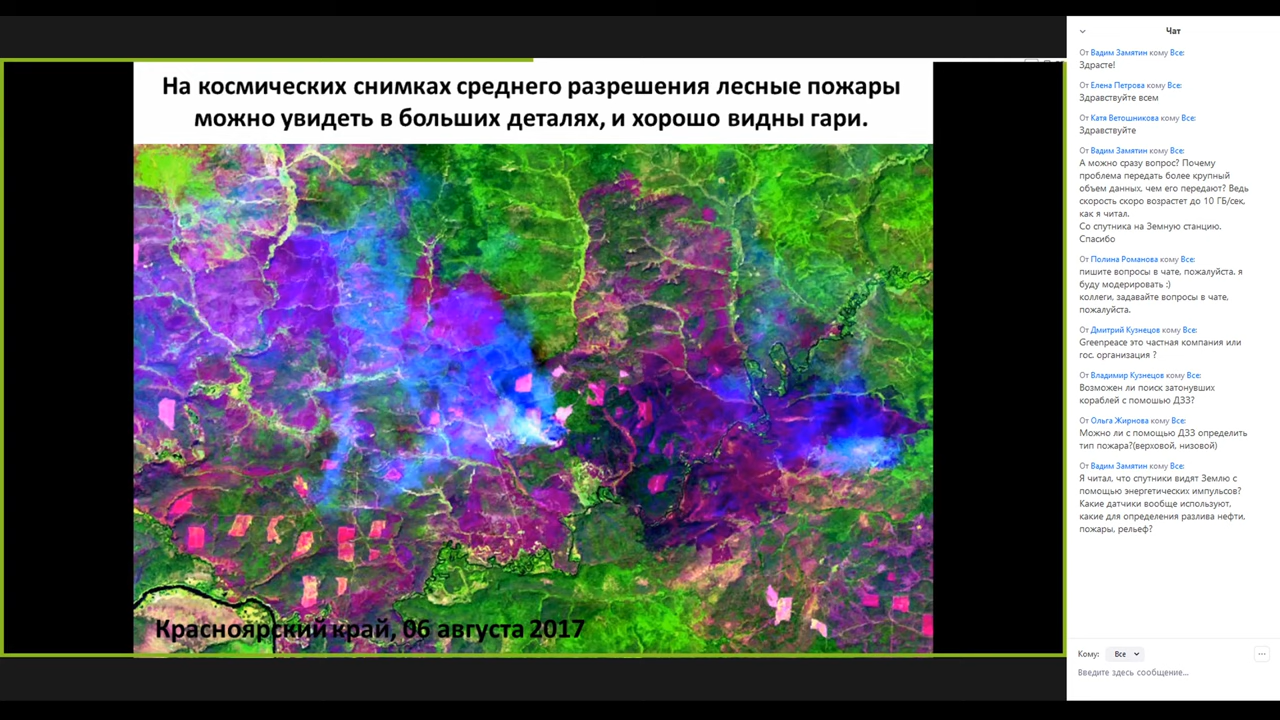 На космических снимках среднего разрешения лесные пожары
можно увидеть в больших деталях, и хорошо видны гари.
Красноярский край, 06 августа 2017
Чат
От Вадим Замятин кому Все:
Здрасте!
От Елена Петрова кому Все:
Здравствуйте всем
От Катя Ветошникова кому Все:
Здравствуйте
От Вадим Замятин кому Все:
А можно сразу вопрос? Почему
проблема передать более крупный
объем данных, чем его передают? Ведь
скорость скоро возрастет до 10 ГБ/сек,
как я читал.
Со спутника на Земную станцию.
Спасибо
От Полина Романова кому Все:
пишите вопросы в чате, пожалуйста, я
буду модерировать :)
коллеги, задавайте вопросы в чате,
пожалуйста.
От Дмитрий Кузнецов кому Все:
Greenpeace это частная компания или
гос. организация ?
От Владимир Кузнецов кому Все:
Возможен ли поиск затонувших
кораблей с помошью ДЗЗ?
От Ольга Жирнова кому Все:
Можно ли с помощью ДЗЗ определить
тип пожара?(верховой, низовой)
От Вадим Замятин кому Все:
Я читал, что спутники видят Землю с
помощью энергетических импульсов?
Какие датчики вообще используют,
какие для определения разлива нефти,
пожары, рельеф?
Кому: Все
Введите здесь сообщение...